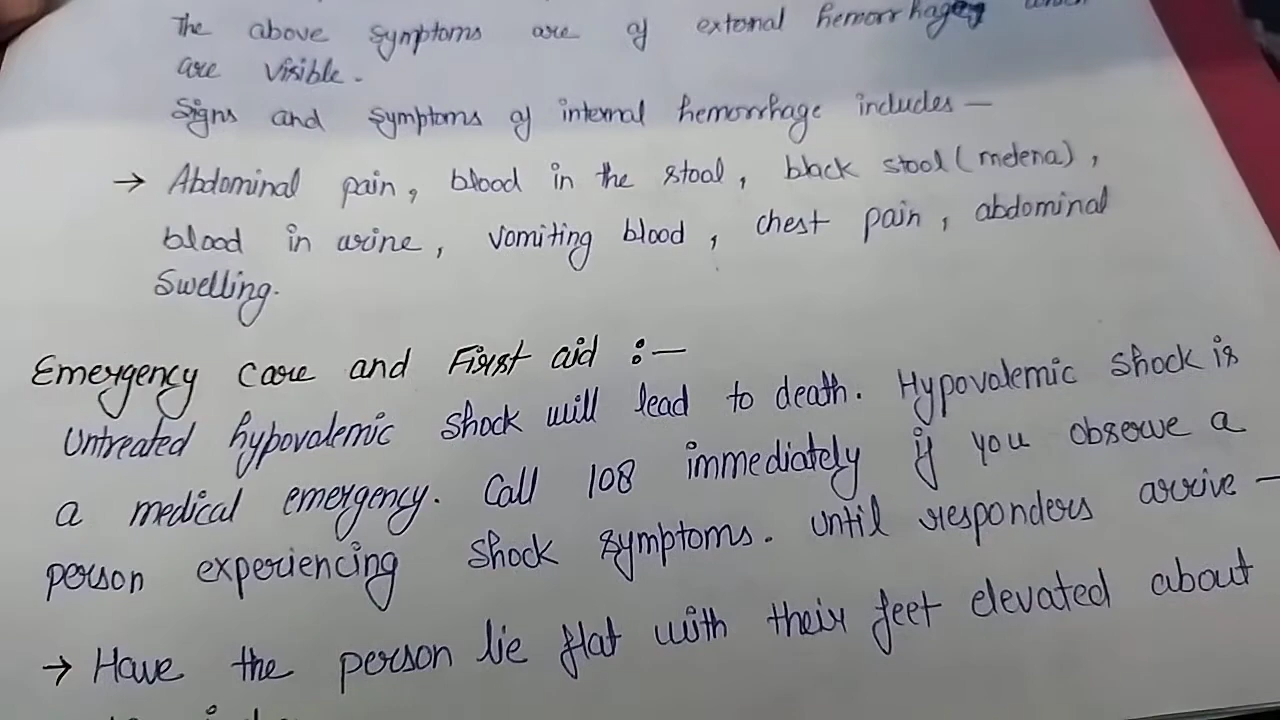 The above symptoms are of external hemorrhage which
are visible.
Signs and symptoms of internal hemorrhage includes —
→ Abdominal pain, blood in the stool, black stool (melena),
blood in urine, vomiting blood, chest pain, abdominal
swelling.
Emergency care and First aid :—
Untreated hypovolemic shock will lead to death. Hypovolemic shock is
a medical emergency. Call 108 immediately if you observe a
person experiencing shock symptoms. Until responders arrive —
→ Have the person lie flat with their feet elevated about